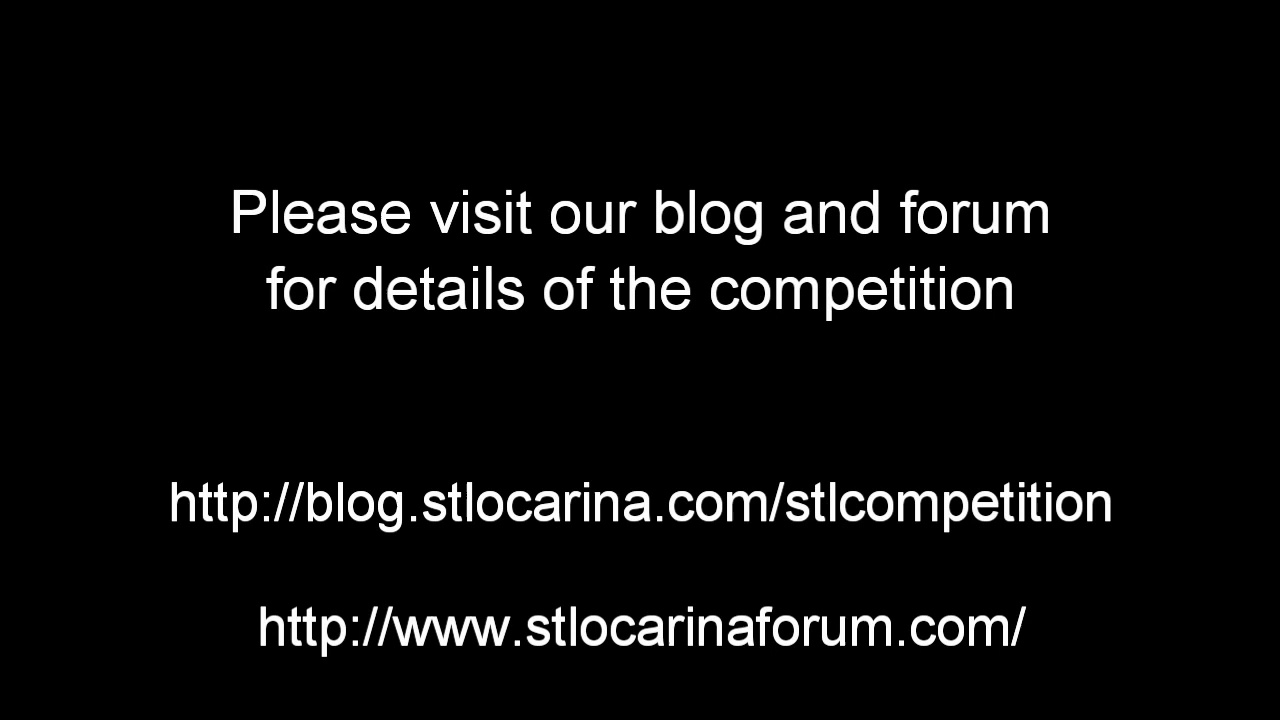 Please visit our blog and forum
for details of the competition
http://blog.stlocarina.com/stlcompetition
http://www.stlocarinaforum.com/